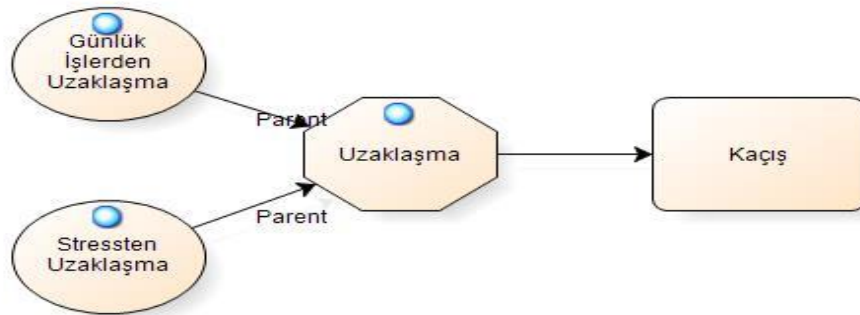 Günlük
İşlerden
Uzaklaşma
Parent
Uzaklaşma
Kaçış
Parent
Stressten
Uzaklaşma